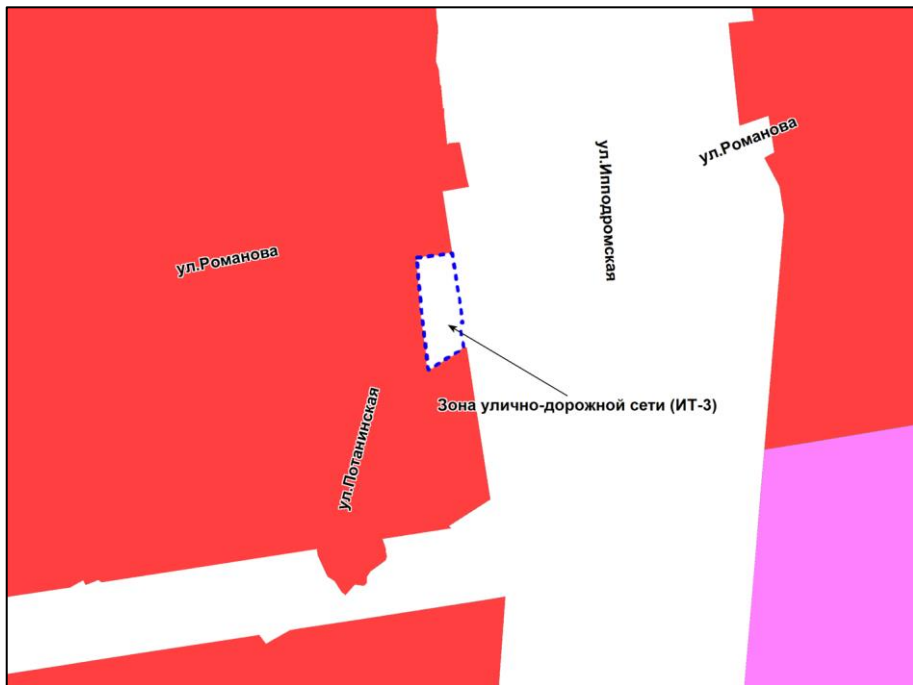 ул.Романова
ул.Ипподромская
ул.Романова
Зона улично-дорожной сети (ИТ-3)
ул.Потанинская